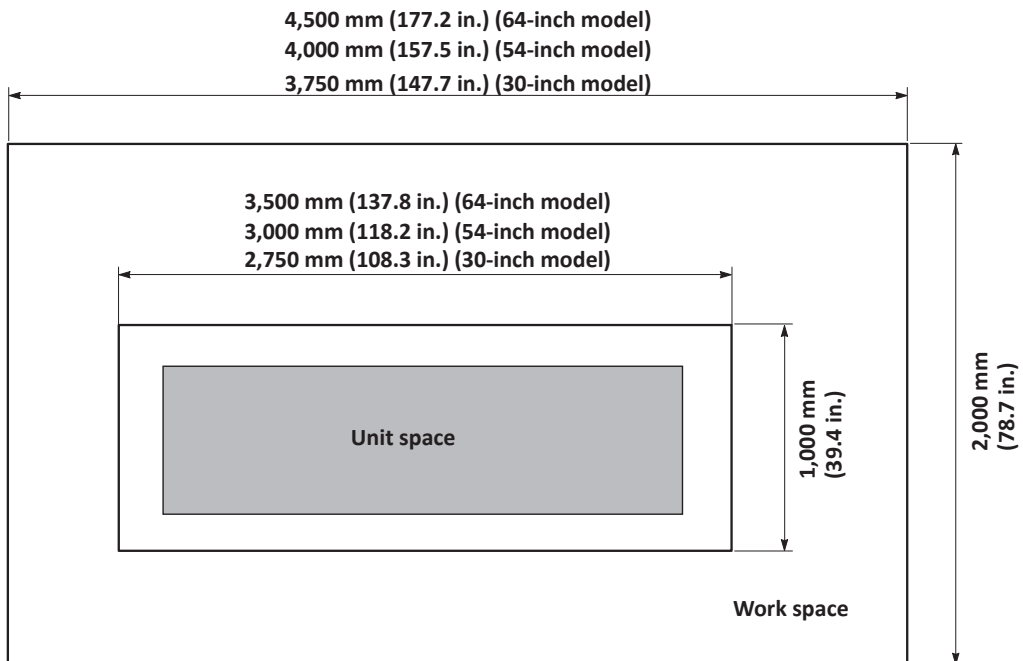 4,500 mm (177.2 in.) (64-inch model)
4,000 mm (157.5 in.) (54-inch model)
3,750 mm (147.7 in.) (30-inch model)
3,500 mm (137.8 in.) (64-inch model)
3,000 mm (118.2 in.) (54-inch model)
2,750 mm (108.3 in.) (30-inch model)
Unit space
1,000 mm
(39.4 in.)
2,000 mm
(78.7 in.)
Work space